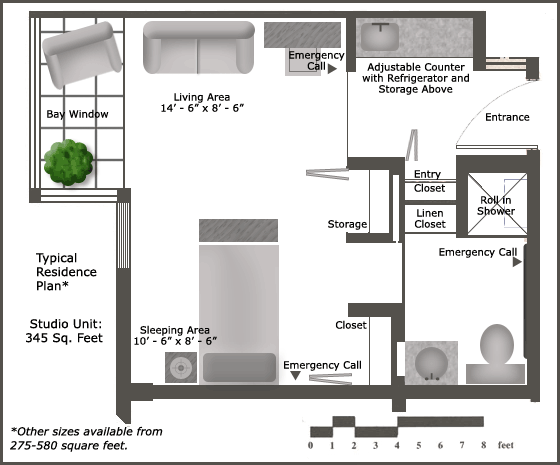 Emergency
Call
Adjustable Counter
with Refrigerator and
Storage Above
Living Area
14' - 6” x 8' - 6”
Bay Window
Entrance
Entry
Closet
Roll in
Shower
Linen
Closet
Storage
Emergency Call
Typical
Residence
Plan*
Studio Unit:
345 Sq. Feet
Sleeping Area
10' - 6” x 8' - 6”
Closet
Emergency Call
*Other sizes available from
275-580 square feet.
0 1 2 3 4 5 6 7 8 feet